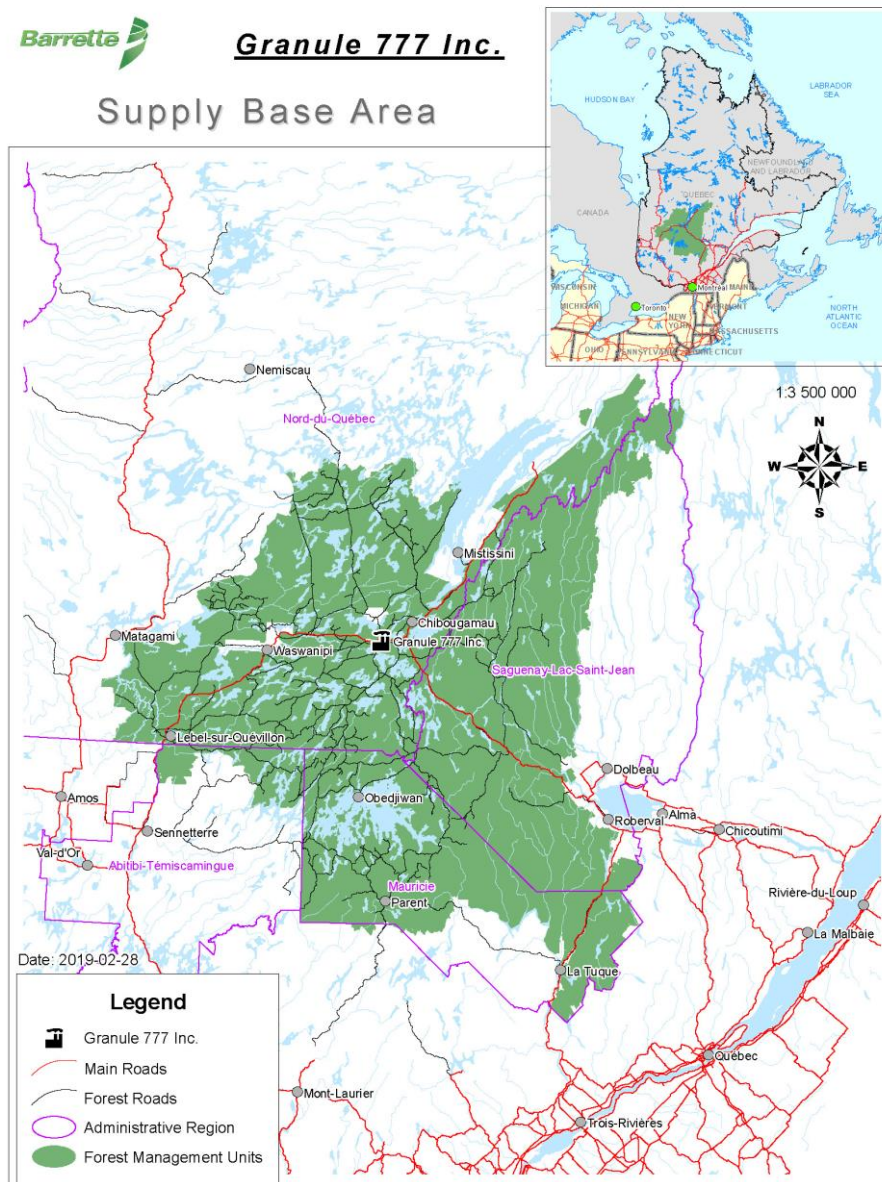 Barrette
Granule 777 Inc.
Supply Base Area
HUDSON BAY
LABRADOR
SEA
NEWFOUNDLAND
AND LABRADOR
QUEBEC
CANADA
Montréal
Toronto
WISCONSIN
MICHIGAN
MAINE
VERMONT
NEW
YORK
MASSACHUSETTS
OHIO
PENNSYLVANIA
CONNECTICUT
NORTH
ATLANTIC
OCEAN
1:3 500 000
N
W
E
S
Nemiscau
Nord-du-Québec
Mistissini
Matagami
Chibougamau
Granule 777 Inc.
Waswanipi
Saguenay-Lac-Saint-Jean
Lebel-sur-Quévillon
Dolbeau
Amos
Obedjiwan
Roberval
Alma
Chicoutimi
Sennetterre
Val-d'Or
Abitibi-Témiscamingue
Mauricie
Parent
Rivière-du-Loup
La Malbaie
Date: 2019-02-28
La Tuque
Legend
Granule 777 Inc.
Main Roads
Forest Roads
Administrative Region
Forest Management Units
Québec
Mont-Laurier
Trois-Rivières